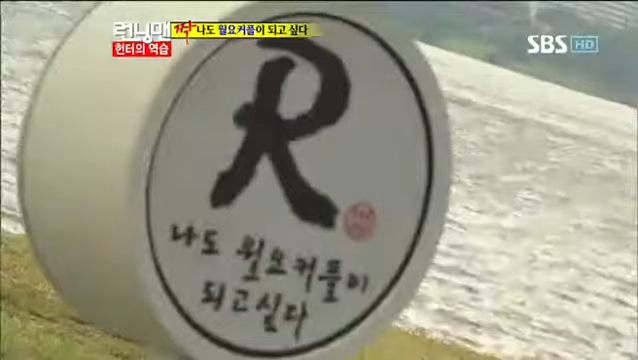 런닝맨 짝 나도 월요커플이 되고 싶다
헌터의 역습
SBS HD
R
나도 월요커플이
되고싶다